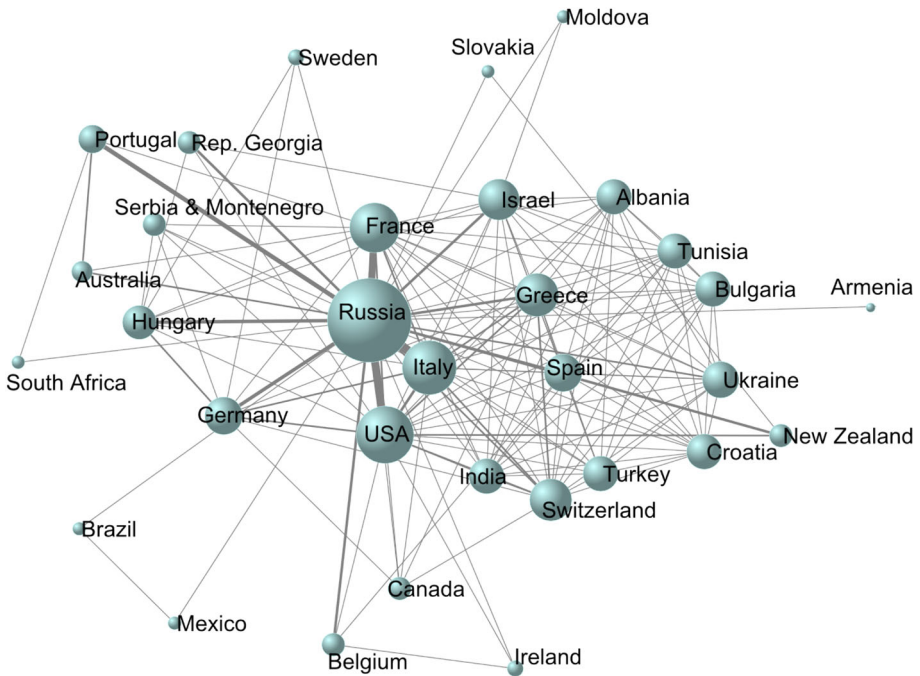 Moldova
Slovakia
Sweden
Portugal
Rep. Georgia
Serbia & Montenegro
France
Israel
Albania
Tunisia
Australia
Greece
Bulgaria
Armenia
Hungary
Russia
South Africa
Italy
Spain
Ukraine
Germany
USA
New Zealand
Croatia
India
Turkey
Switzerland
Brazil
Canada
Mexico
Belgium
Ireland